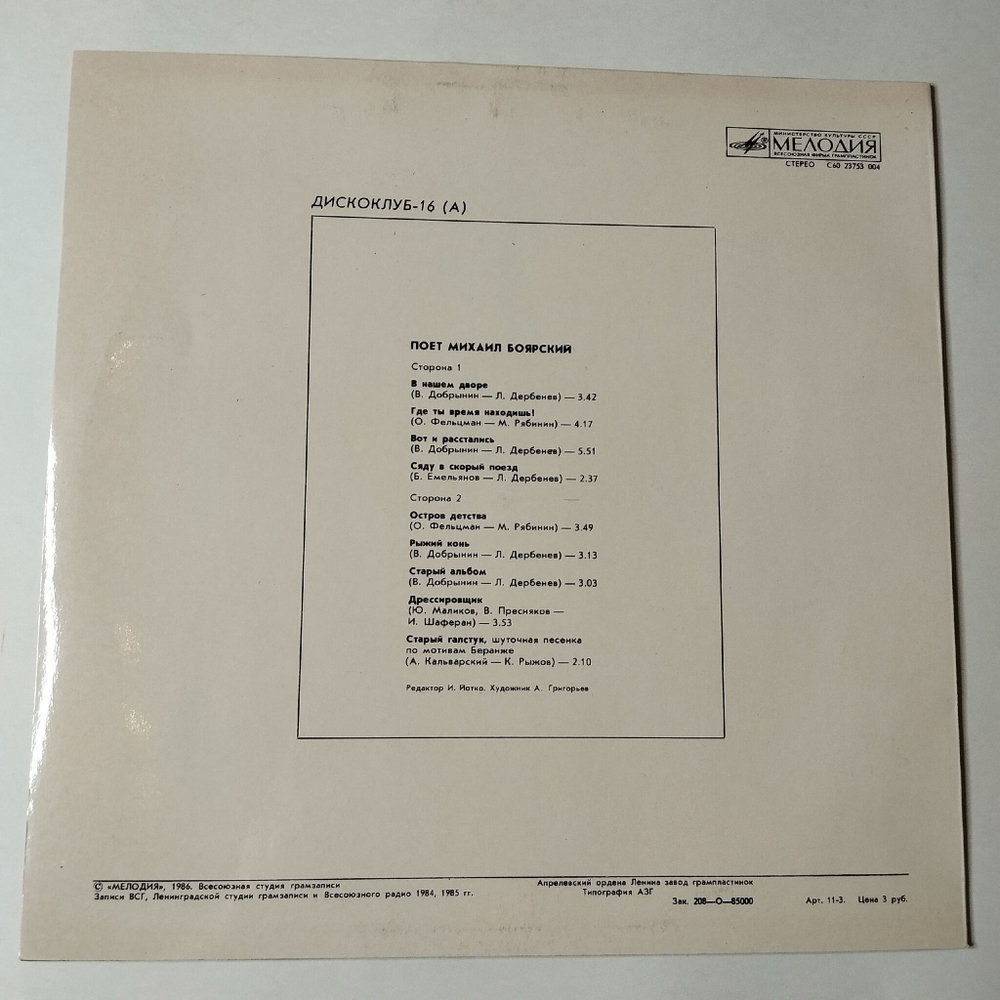 МИНИСТЕРСТВО КУЛЬТУРЫ СССР
МЕЛОДИЯ
ВСЕСОЮЗНАЯ ФИРМА ГРАМПЛАСТИНОК
СТЕРЕО С60 23753 004
ДИСКОКЛУБ-16 (А)
ПОЕТ МИХАИЛ БОЯРСКИЙ
Сторона 1
В нашем дворе
(В. Добрынин — Л. Дербенев) — 3.42
Где ты время находишь!
(О. Фельцман — М. Рябинин) — 4.17
Вот и расстались
(В. Добрынин — Л. Дербенев) — 5.51
Сяду в скорый поезд
(Б. Емельянов — Л. Дербенев) — 2.37
Сторона 2
Остров детства
(О. Фельцман — М. Рябинин) — 3.49
Рыжий конь
(В. Добрынин — Л. Дербенев) — 3.13
Старый альбом
(В. Добрынин — Л. Дербенев) — 3.03
Дрессировщик
(Ю. Маликов, В. Пресняков —
И. Шаферан) — 3.53
Старый галстук, шуточная песенка
по мотивам Беранже
(А. Кальварский — К. Рыжов) — 2.10
Редактор И. Йотко. Художник А. Григорьев
© «МЕЛОДИЯ», 1986. Всесоюзная студия грамзаписи
Записи ВСГ, Ленинградской студии грамзаписи и Всесоюзного радио 1984, 1985 гг.
Апрелевский ордена Ленина завод грампластинок
Типография АЗГ
Зак. 208—О—85000 Арт. 11-3. Цена 3 руб.